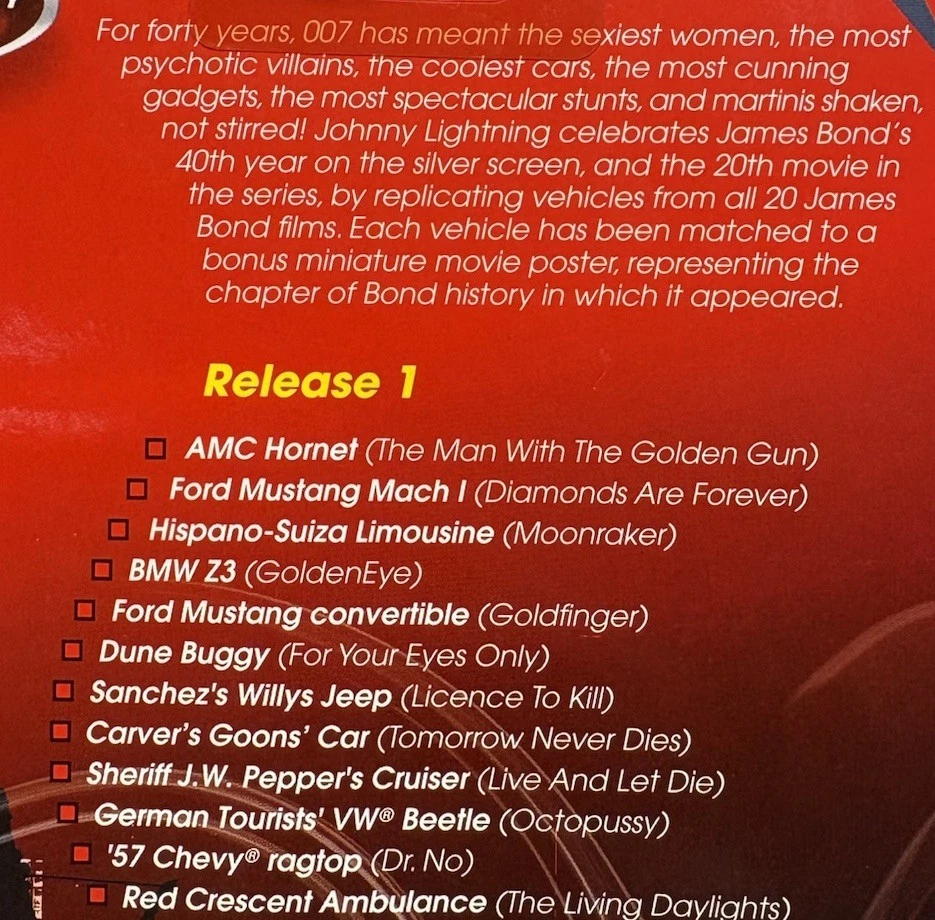 For forty years, 007 has meant the sexiest women, the most
psychotic villains, the coolest cars, the most cunning
gadgets, the most spectacular stunts, and martinis shaken,
not stirred! Johnny Lightning celebrates James Bond's
40th year on the silver screen, and the 20th movie in
the series, by replicating vehicles from all 20 James
Bond films. Each vehicle has been matched to a
bonus miniature movie poster, representing the
chapter of Bond history in which it appeared.
Release 1
AMC Hornet (The Man With The Golden Gun)
Ford Mustang Mach I (Diamonds Are Forever)
Hispano-Suiza Limousine (Moonraker)
BMW Z3 (GoldenEye)
Ford Mustang convertible (Goldfinger)
Dune Buggy (For Your Eyes Only)
Sanchez's Willys Jeep (Licence To Kill)
Carver's Goons' Car (Tomorrow Never Dies)
Sheriff J.W. Pepper's Cruiser (Live And Let Die)
German Tourists' VW® Beetle (Octopussy)
'57 Chevy® ragtop (Dr. No)
Red Crescent Ambulance (The Living Daylights)